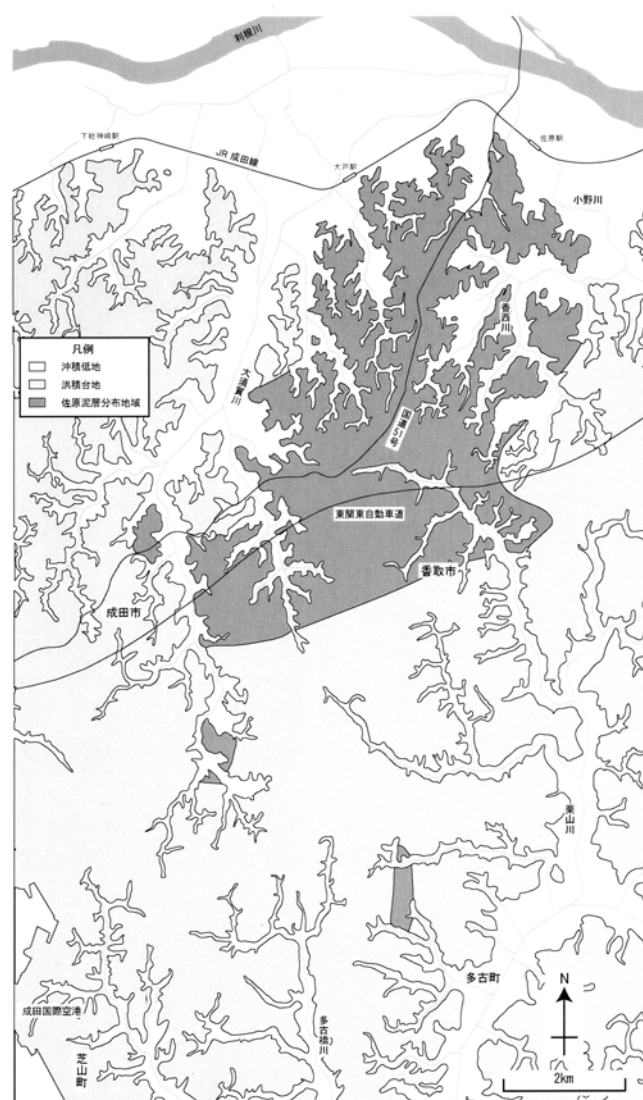 利根川
下総神崎駅
JR 成田線
大戸駅
佐原駅
小野川
香西川
凡例
沖積低地
洪積台地
佐原泥層分布地域
大須賀川
国道51号
東関東自動車道
香取市
成田市
栗山川
多古町
成田国際空港
多古橋川
芝山町
N
2km